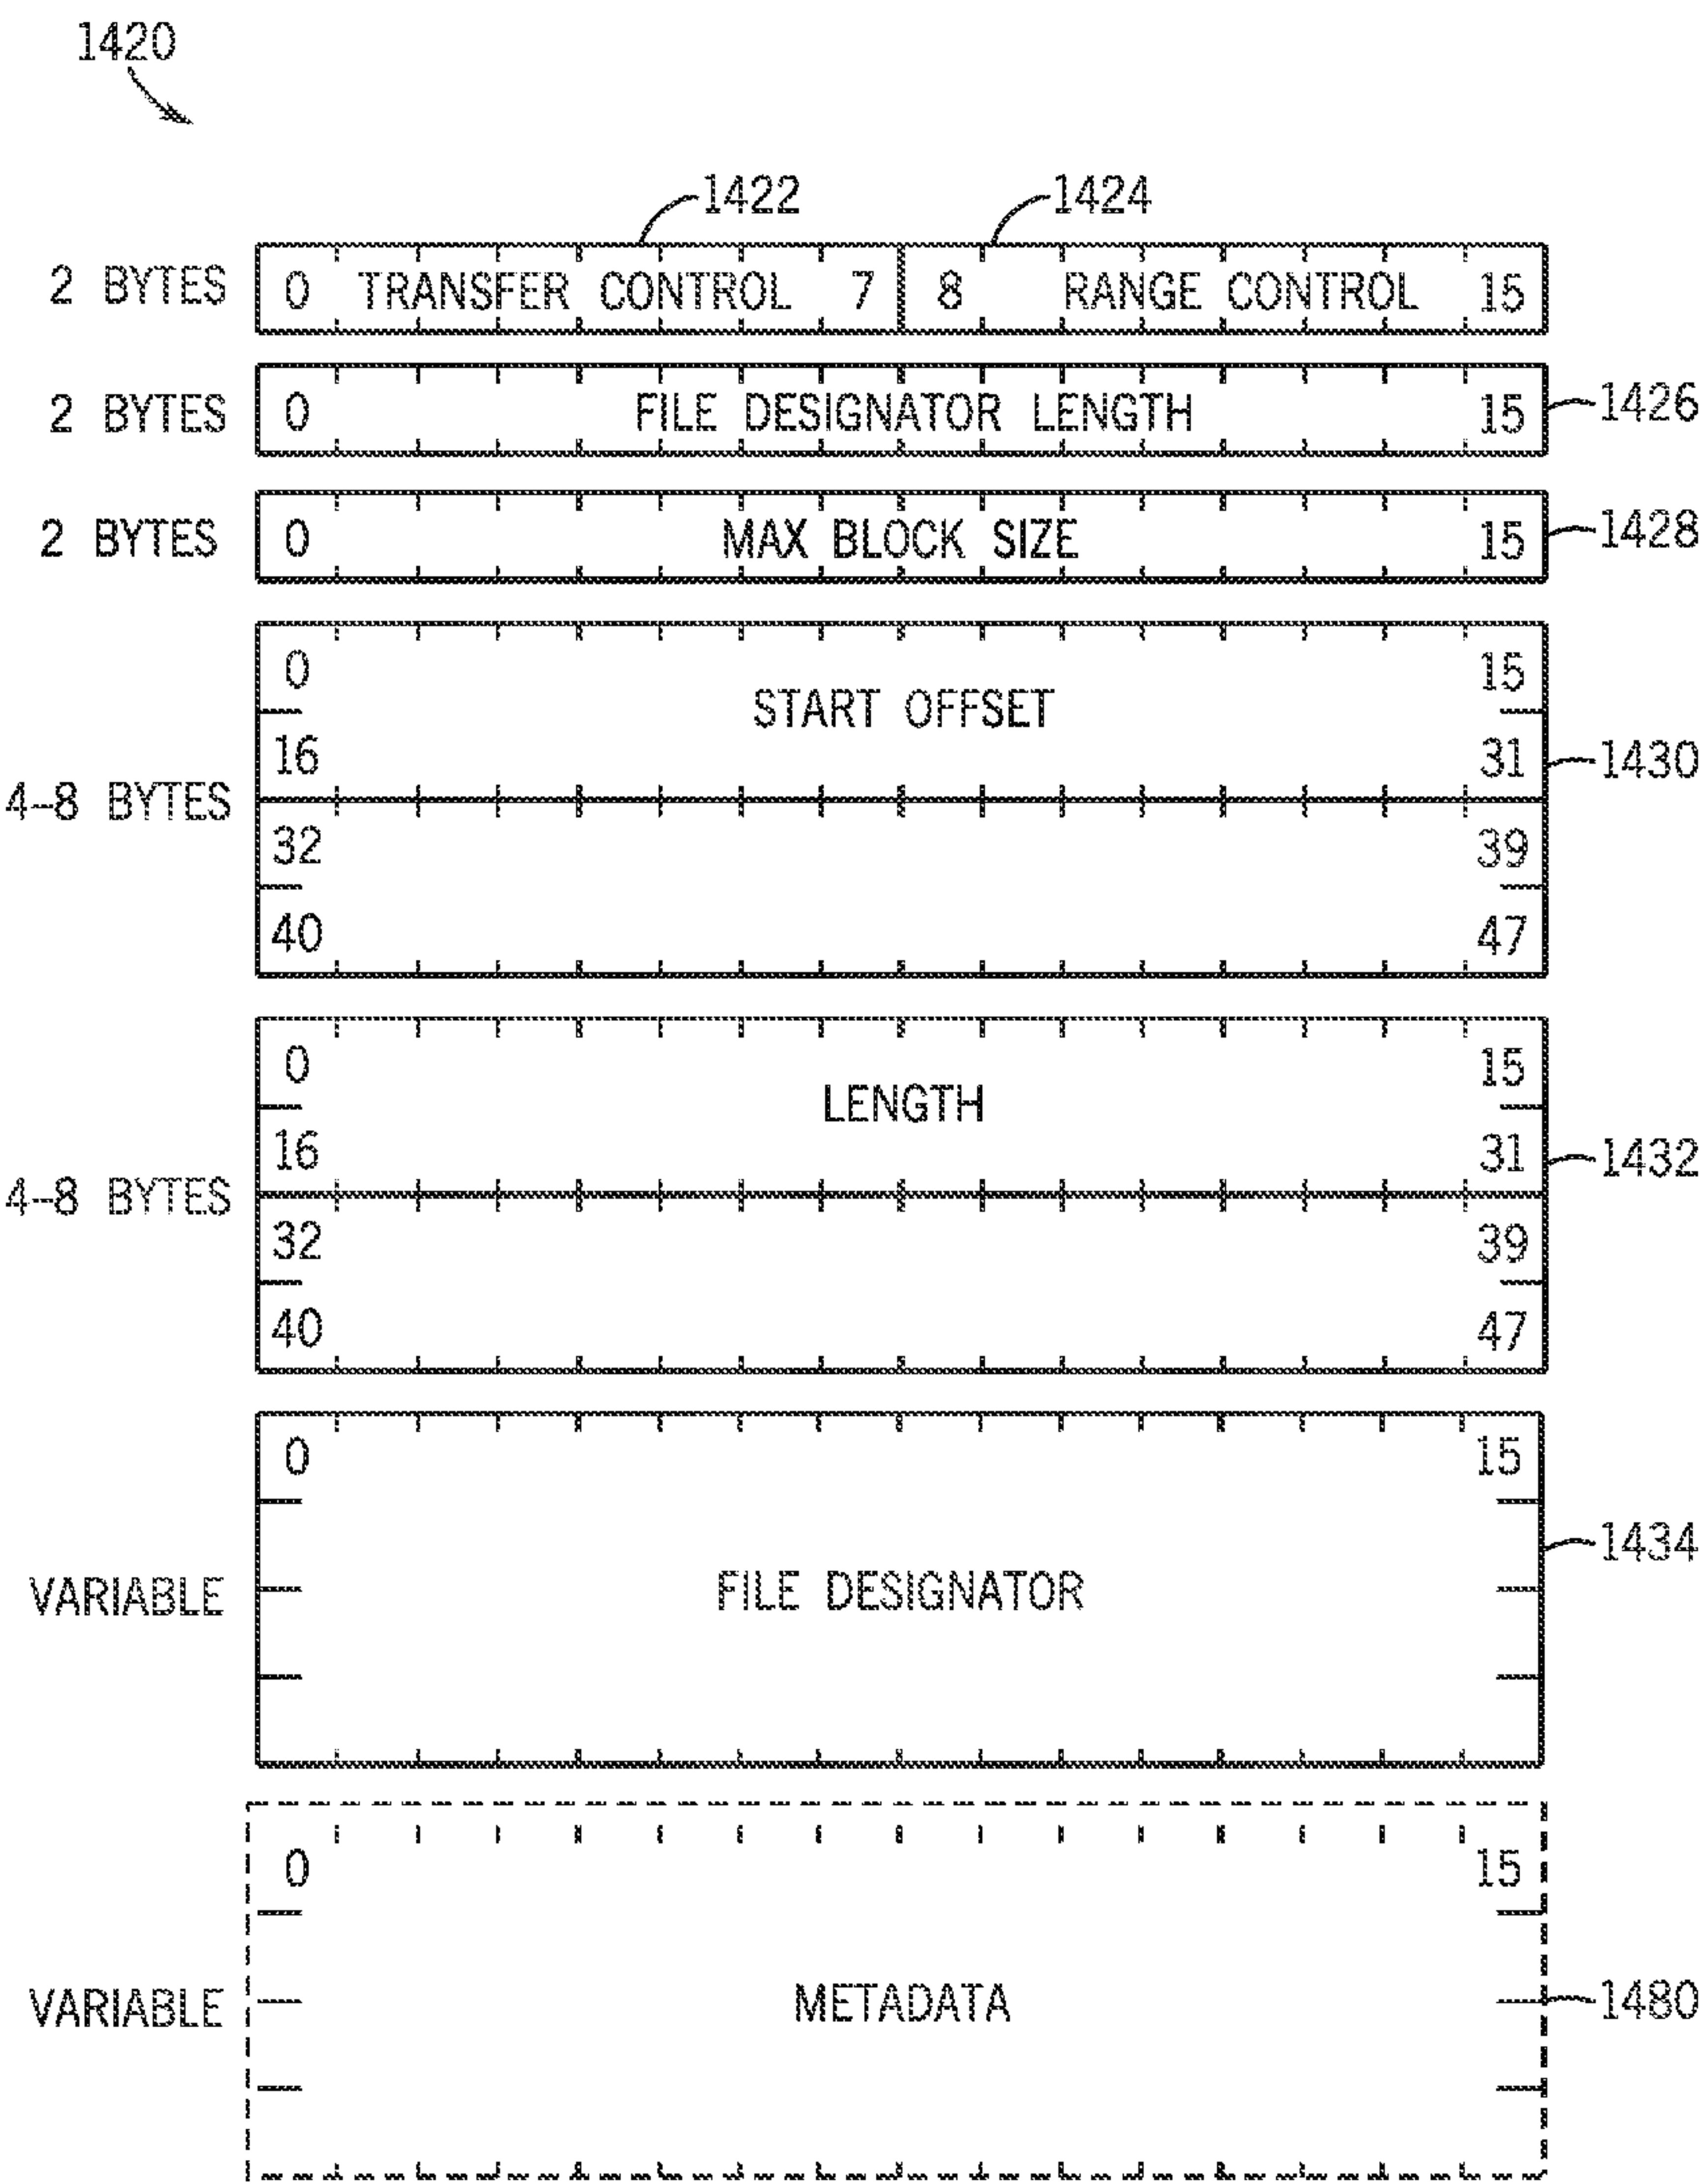 1420
1422 1424
2 BYTES 0 TRANSFER CONTROL 7 8 RANGE CONTROL 15
2 BYTES 0 FILE DESIGNATOR LENGTH 15 1426
2 BYTES 0 MAX BLOCK SIZE 15 1428
0 15
START OFFSET
16 31 1430
4-8 BYTES
32 39
40 47
0 15
LENGTH
16 31 1432
4-8 BYTES
32 39
40 47
0 15
1434
VARIABLE FILE DESIGNATOR
0 15
VARIABLE METADATA 1480